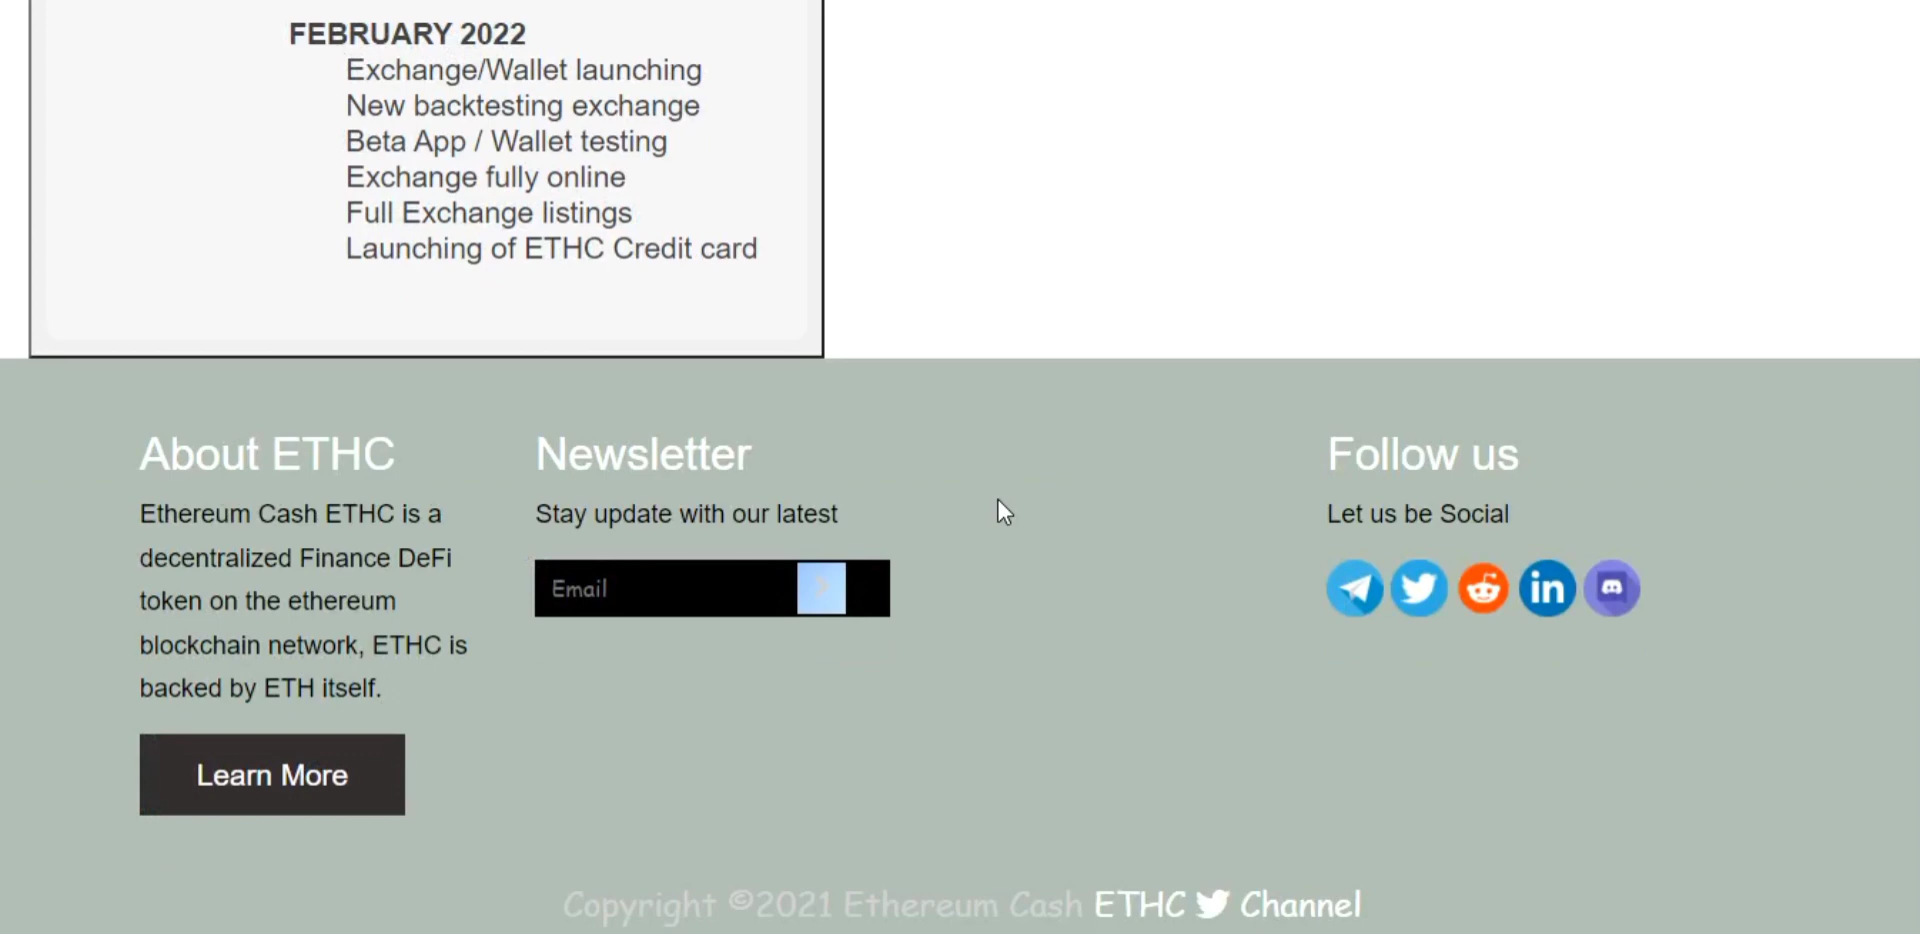 FEBRUARY 2022
Exchange/Wallet launching
New backtesting exchange
Beta App / Wallet testing
Exchange fully online
Full Exchange listings
Launching of ETHC Credit card
About ETHC
Ethereum Cash ETHC is a
decentralized Finance DeFi
token on the ethereum
blockchain network, ETHC is
backed by ETH itself.
Learn More
Newsletter
Stay update with our latest
Email
Follow us
Let us be Social
in
Copyright ©2021 Ethereum Cash ETHC Channel